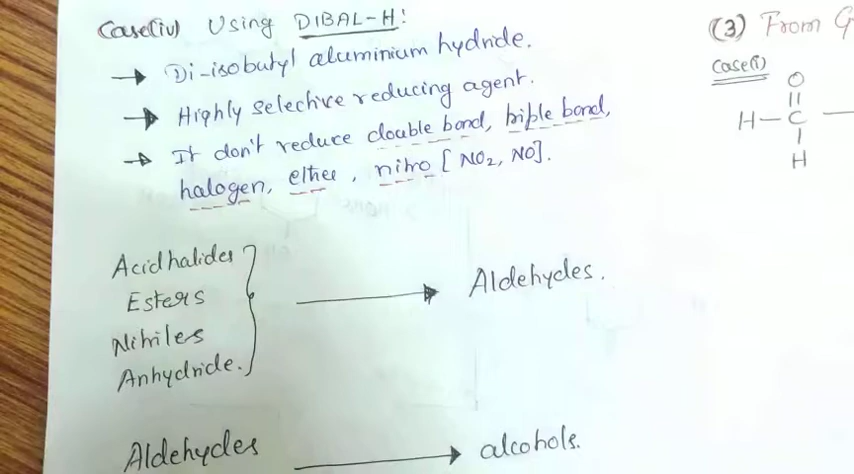 Case(iv) Using DIBAL-H:
→ Di-isobutyl aluminium hydride.
→ Highly selective reducing agent.
→ It don't reduce double bond, triple bond,
halogen, ether, nitro [NO₂, NO].
Acid halides
Esters
Nitriles
Anhydride.
→ Aldehydes.
Aldehydes → alcohols.
(3) From G
Case(i)
O
H-C-
H